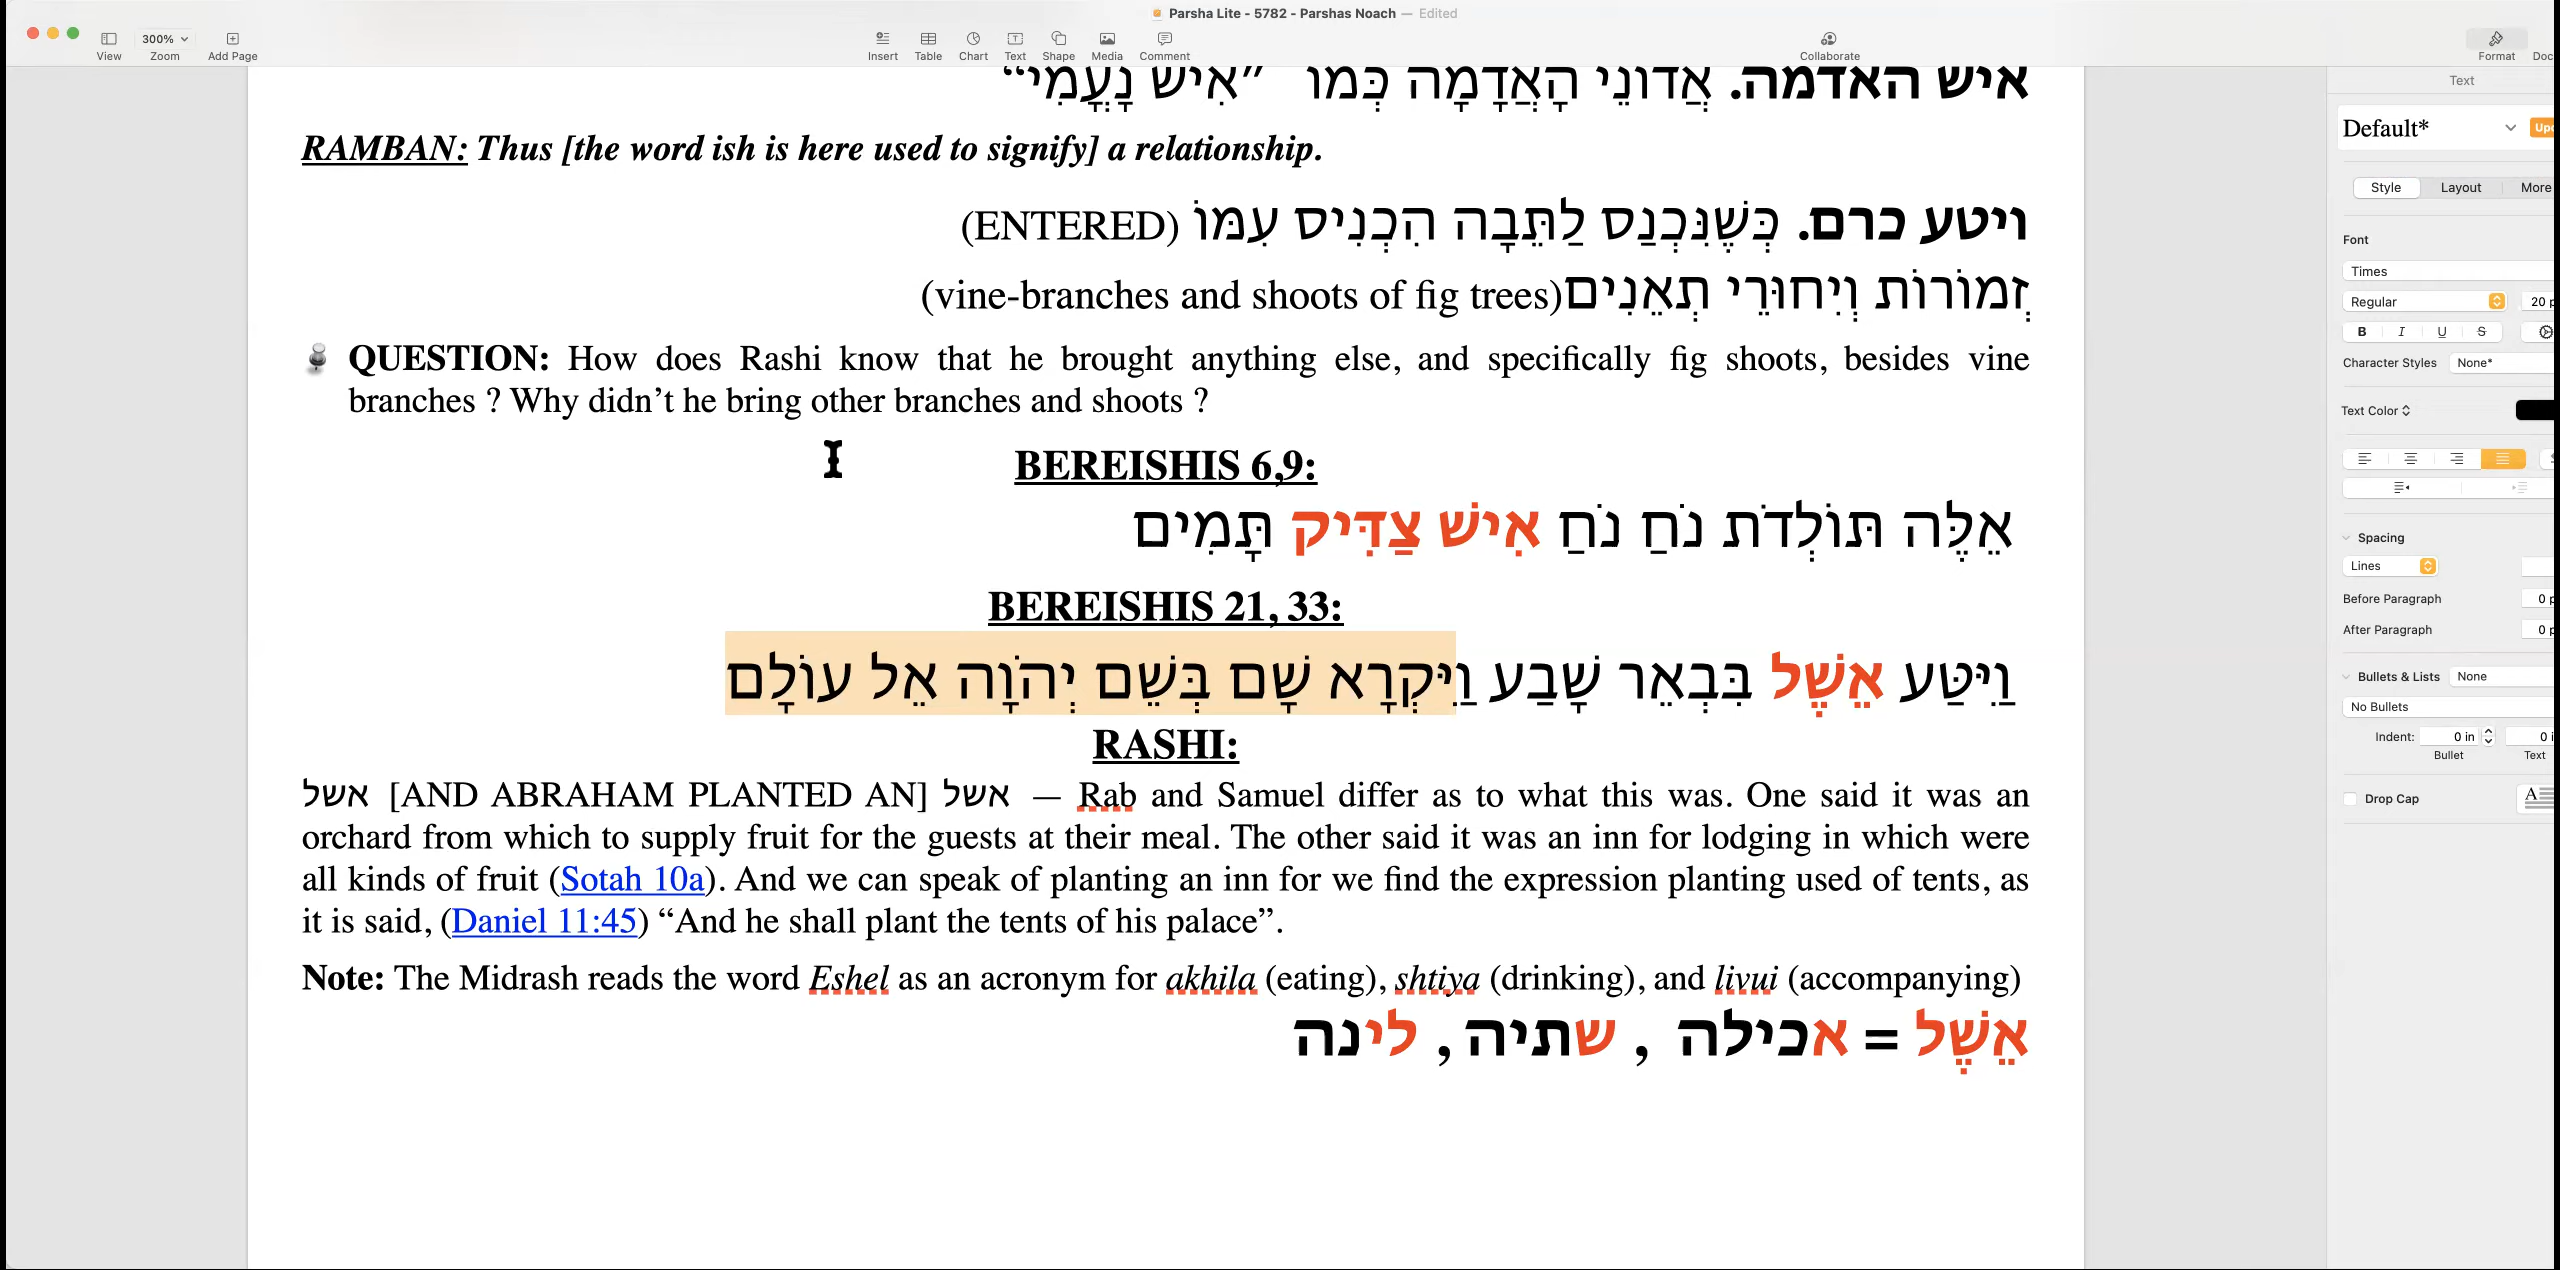 Parsha Lite - 5782 - Parshas Noach — Edited
View 300% Zoom Add Page Insert Table Chart Text Shape Media Comment Collaborate Format
איש האדמה. אֲדוֹנֵי הָאֲדָמָה כְּמוֹ ”אִישׁ נָעֳמִי“
RAMBAN: Thus [the word ish is here used to signify] a relationship.
ויטע כרם. כְּשֶׁנִּכְנַס לַתֵּבָה הִכְנִיס עִמּוֹ (ENTERED)
זְמוֹרוֹת וְיִחוּרֵי תְאֵנִים(vine-branches and shoots of fig trees)
QUESTION: How does Rashi know that he brought anything else, and specifically fig shoots, besides vine
branches ? Why didn’t he bring other branches and shoots ?
BEREISHIS 6,9:
אֵלֶּה תּוֹלְדֹת נֹחַ נֹחַ אִישׁ צַדִּיק תָּמִים
BEREISHIS 21, 33:
וַיִּטַּע אֵשֶׁל בִּבְאֵר שָׁבַע וַיִּקְרָא שָׁם בְּשֵׁם יְהֹוָה אֵל עוֹלָם
RASHI:
אשל [AND ABRAHAM PLANTED AN] אשל — Rab and Samuel differ as to what this was. One said it was an
orchard from which to supply fruit for the guests at their meal. The other said it was an inn for lodging in which were
all kinds of fruit (Sotah 10a). And we can speak of planting an inn for we find the expression planting used of tents, as
it is said, (Daniel 11:45) “And he shall plant the tents of his palace”.
Note: The Midrash reads the word Eshel as an acronym for akhila (eating), shtiya (drinking), and livui (accompanying)
אֵשֶׁל = אכילה , שתיה, לינה
Text
Default*
Style Layout More
Font
Times
Regular 20
B I U S
Character Styles None*
Text Color
Spacing
Lines
Before Paragraph 0
After Paragraph 0
Bullets & Lists None
No Bullets
Indent: 0 in 0
Bullet Text
Drop Cap